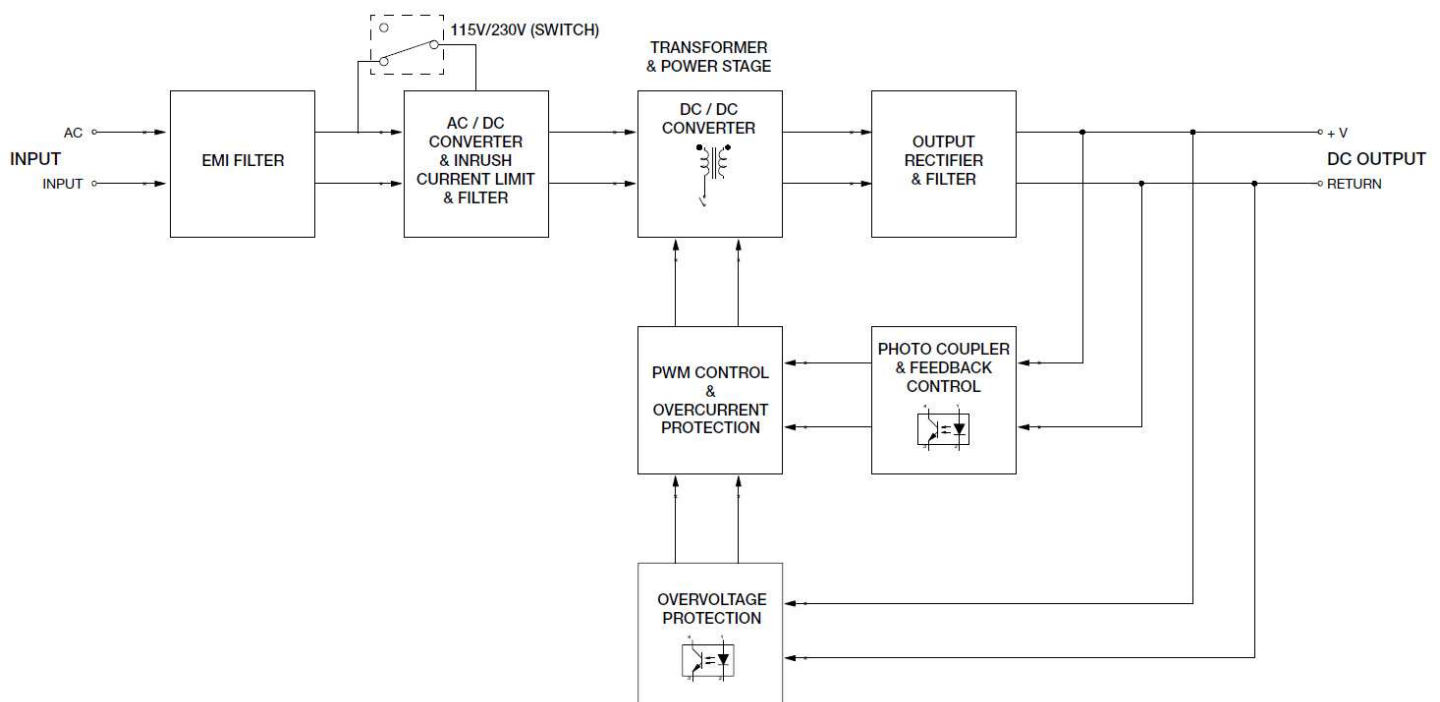 115V/230V (SWITCH)
TRANSFORMER
& POWER STAGE
AC
INPUT
INPUT
EMI FILTER
AC / DC
CONVERTER
& INRUSH
CURRENT LIMIT
& FILTER
DC / DC
CONVERTER
OUTPUT
RECTIFIER
& FILTER
+ V
DC OUTPUT
RETURN
PWM CONTROL
&
OVERCURRENT
PROTECTION
PHOTO COUPLER
& FEEDBACK
CONTROL
OVERVOLTAGE
PROTECTION